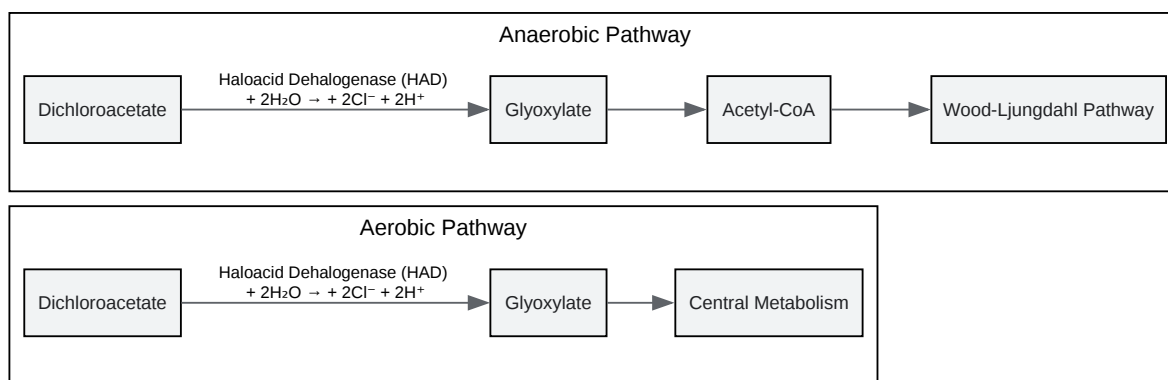 Anaerobic Pathway
Haloacid Dehalogenase (HAD)
+ 2H₂O → + 2Cl⁻ + 2H⁺
Dichloroacetate
Glyoxylate
Acetyl-CoA
Wood-Ljungdahl Pathway
Aerobic Pathway
Haloacid Dehalogenase (HAD)
+ 2H₂O → + 2Cl⁻ + 2H⁺
Dichloroacetate
Glyoxylate
Central Metabolism